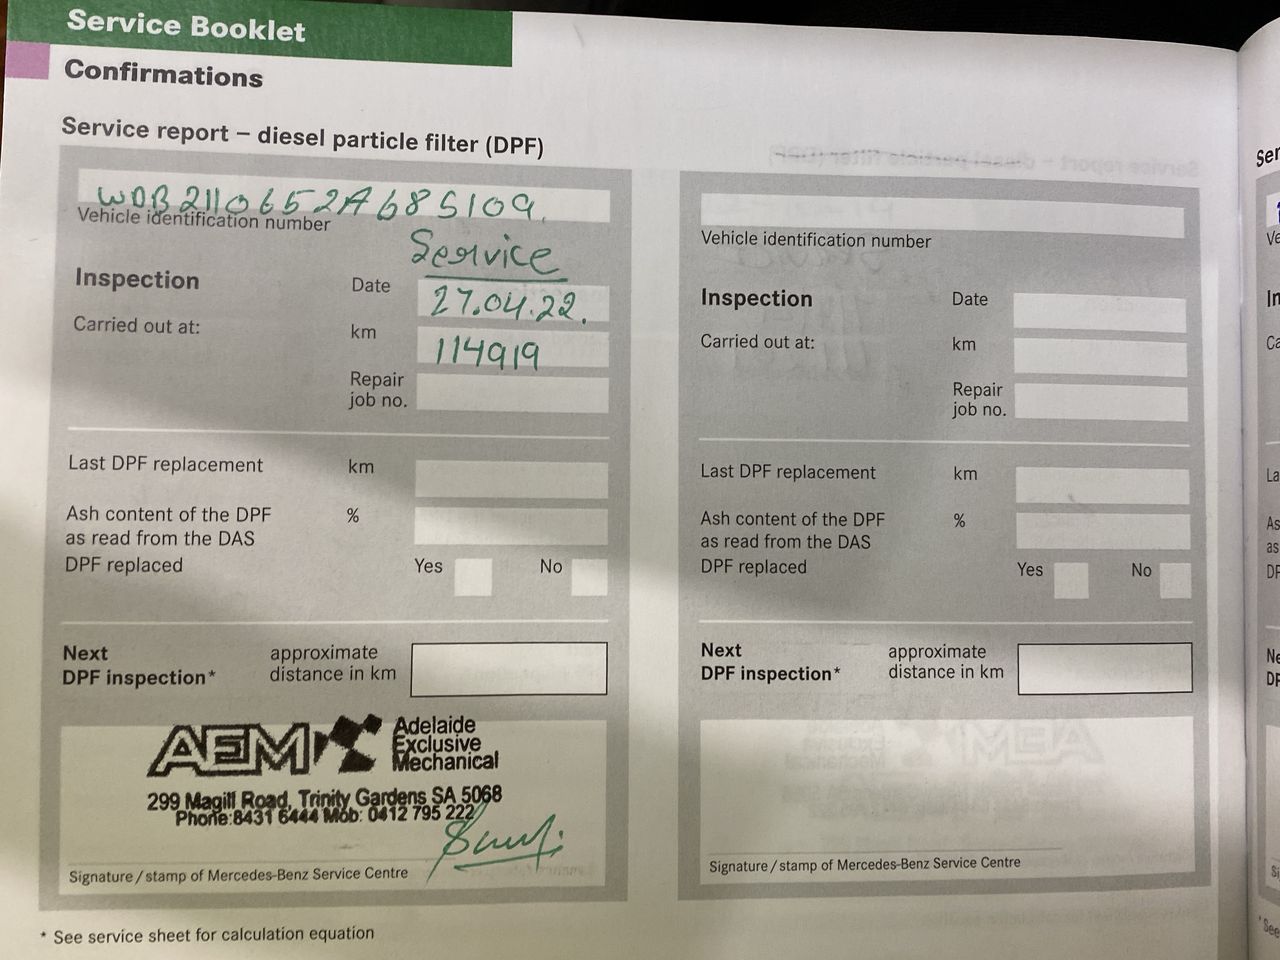 Service Booklet
Confirmations
Service report – diesel particle filter (DPF)
WDB2110652A685109.
Vehicle identification number
Service
Inspection Date 27.04.22.
Carried out at: km 114919
Repair
job no.
Last DPF replacement km
Ash content of the DPF %
as read from the DAS
DPF replaced Yes No
Next approximate
DPF inspection* distance in km
AEM Adelaide
Exclusive
Mechanical
299 Magill Road, Trinity Gardens SA 5068
Phone:8431 6444 Mob: 0412 795 222
Signature / stamp of Mercedes-Benz Service Centre
* See service sheet for calculation equation
Vehicle identification number
Inspection Date
Carried out at: km
Repair
job no.
Last DPF replacement km
Ash content of the DPF %
as read from the DAS
DPF replaced Yes No
Next approximate
DPF inspection* distance in km
Signature / stamp of Mercedes-Benz Service Centre